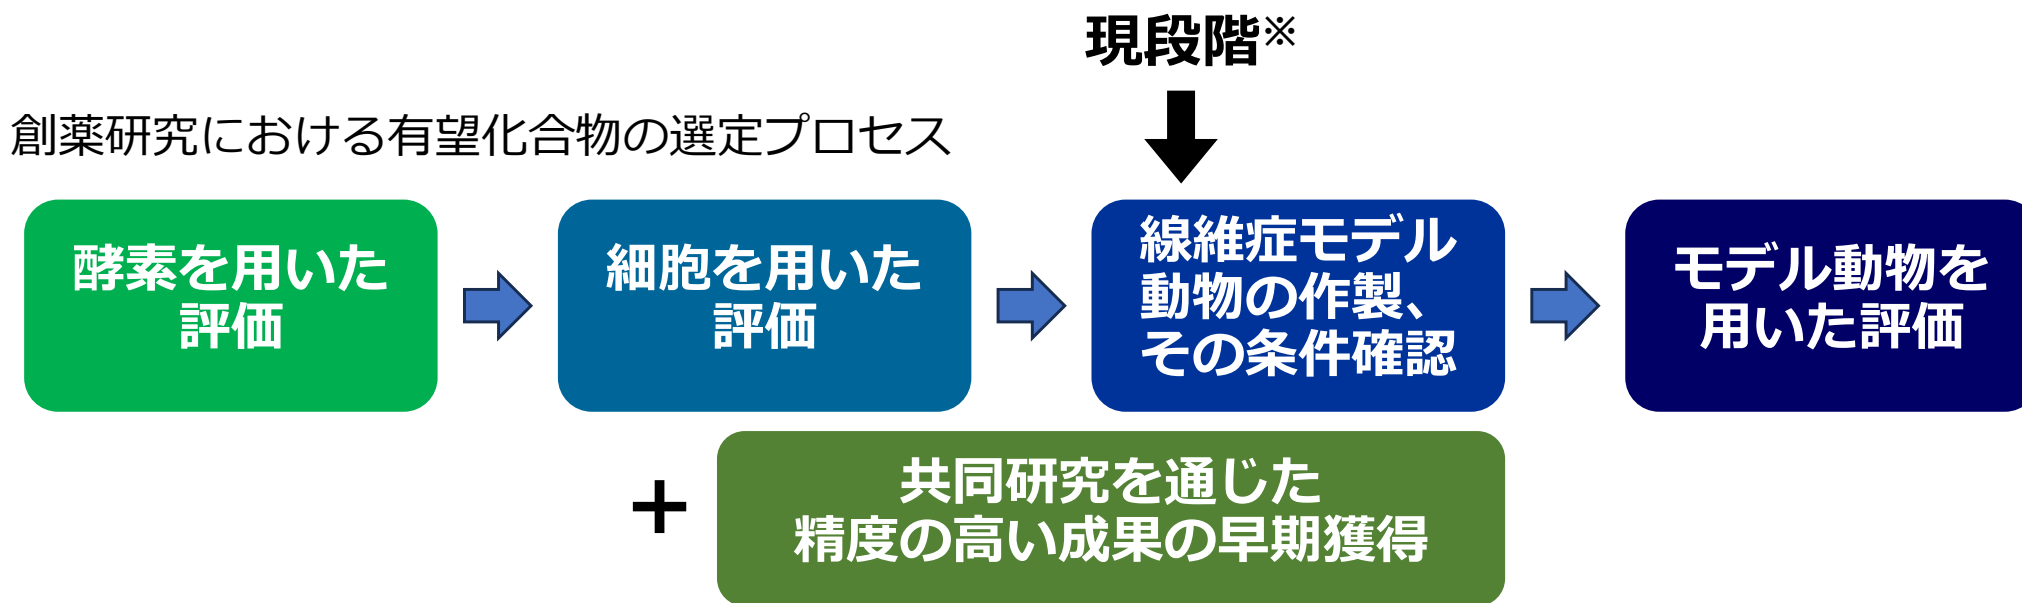 現段階※
創薬研究における有望化合物の選定プロセス
酵素を用いた
評価
細胞を用いた
評価
線維症モデル
動物の作製、
その条件確認
モデル動物を
用いた評価
+
共同研究を通じた
精度の高い成果の早期獲得